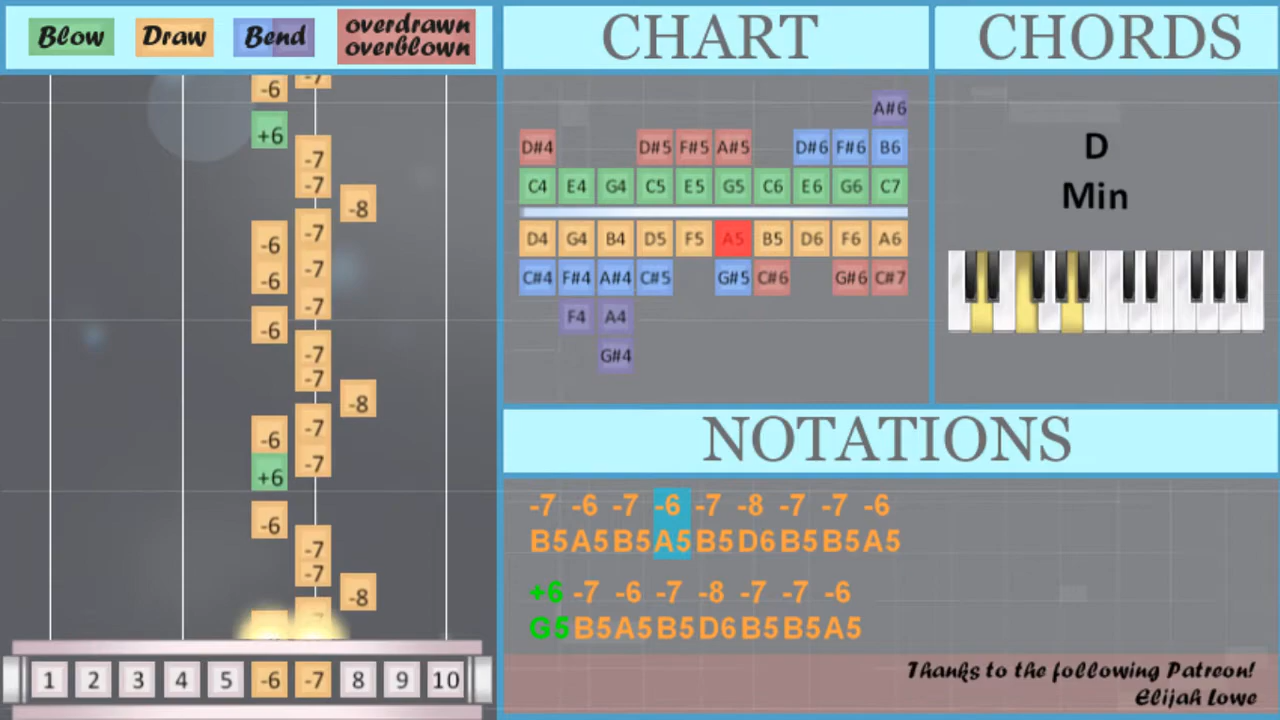 Blow Draw Bend overdrawn
overblown
CHART
CHORDS
-7
-6
+6
-7
-7
-8
-7
-6
-7
-6
-7
-6
-7
-7
-8
-7
-6
-7
+6
-6
-7
-7
-8
1 2 3 4 5 -6 -7 8 9 10
A#6
D#4 D#5 F#5 A#5 D#6 F#6 B6
C4 E4 G4 C5 E5 G5 C6 E6 G6 C7
D4 G4 B4 D5 F5 A5 B5 D6 F6 A6
C#4 F#4 A#4 C#5 G#5 C#6 G#6 C#7
F4 A4
G#4
D
Min
NOTATIONS
-7 -6 -7 -6 -7 -8 -7 -7 -6
B5 A5 B5 A5 B5 D6 B5 B5 A5
+6 -7 -6 -7 -8 -7 -7 -6
G5 B5 A5 B5 D6 B5 B5 A5
Thanks to the following Patreon!
Elijah Lowe